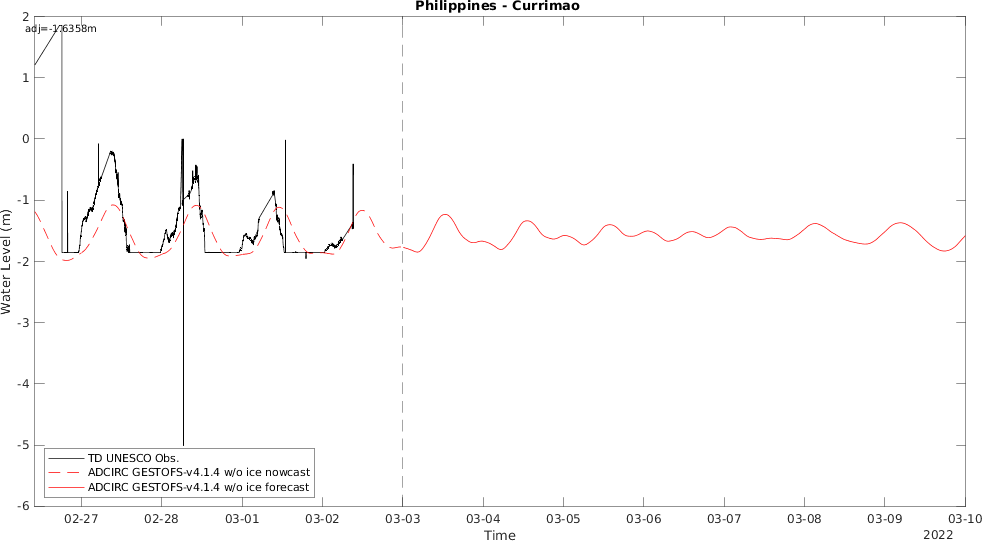 Philippines - Currimao
adj=-1.6358m
2
1
0
-1
-2
-3
-4
-5
-6
Water Level (m)
TD UNESCO Obs.
ADCIRC GESTOFS-v4.1.4 w/o ice nowcast
ADCIRC GESTOFS-v4.1.4 w/o ice forecast
02-27 02-28 03-01 03-02 03-03 03-04 03-05 03-06 03-07 03-08 03-09 03-10
Time
2022